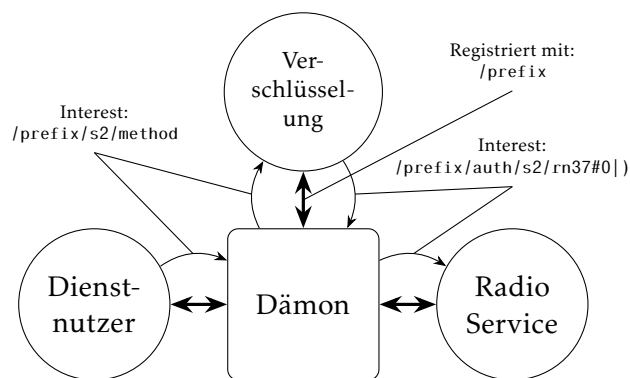 Registriert mit:
/prefix
Ver-
schlüssel-
ung
Interest:
/prefix/s2/method
Interest:
/prefix/auth/s2/rn37#0|)
Dienst-
nutzer
Dämon
Radio
Service